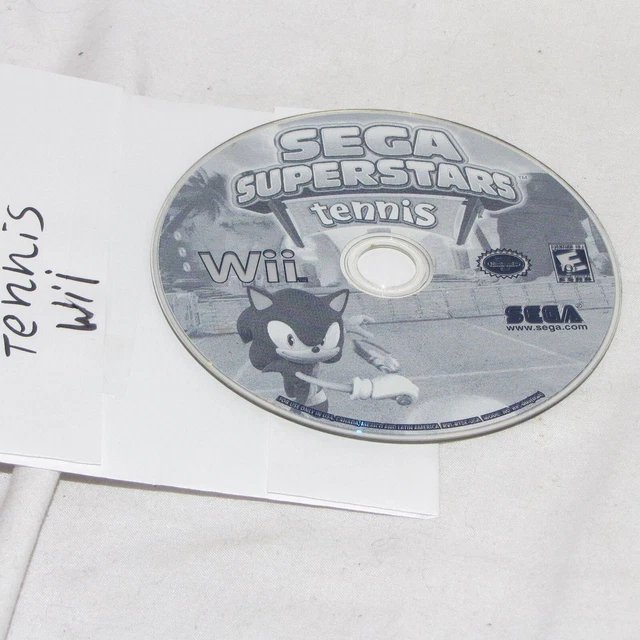 Tennis
Wii
SEGA
SUPERSTARS
tennis
Wii
E
SEGA
www.sega.com